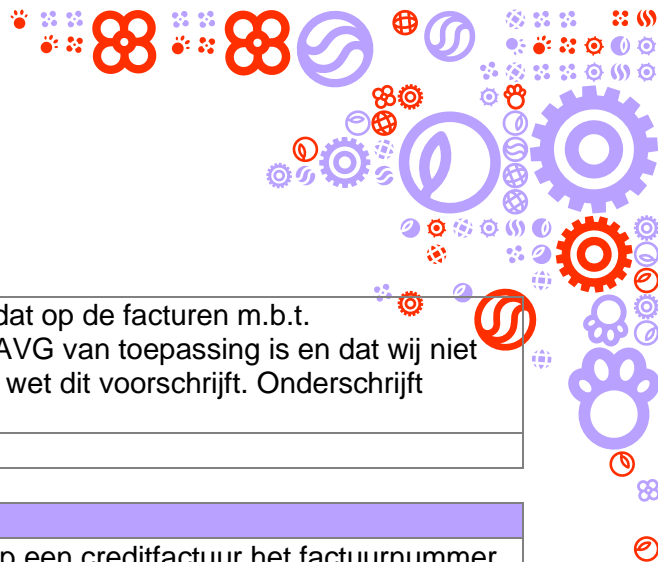 dat op de facturen m.b.t.
AVG van toepassing is en dat wij niet
wet dit voorschrijft. Onderschrijft
p een creditfactuur het factuurnummer